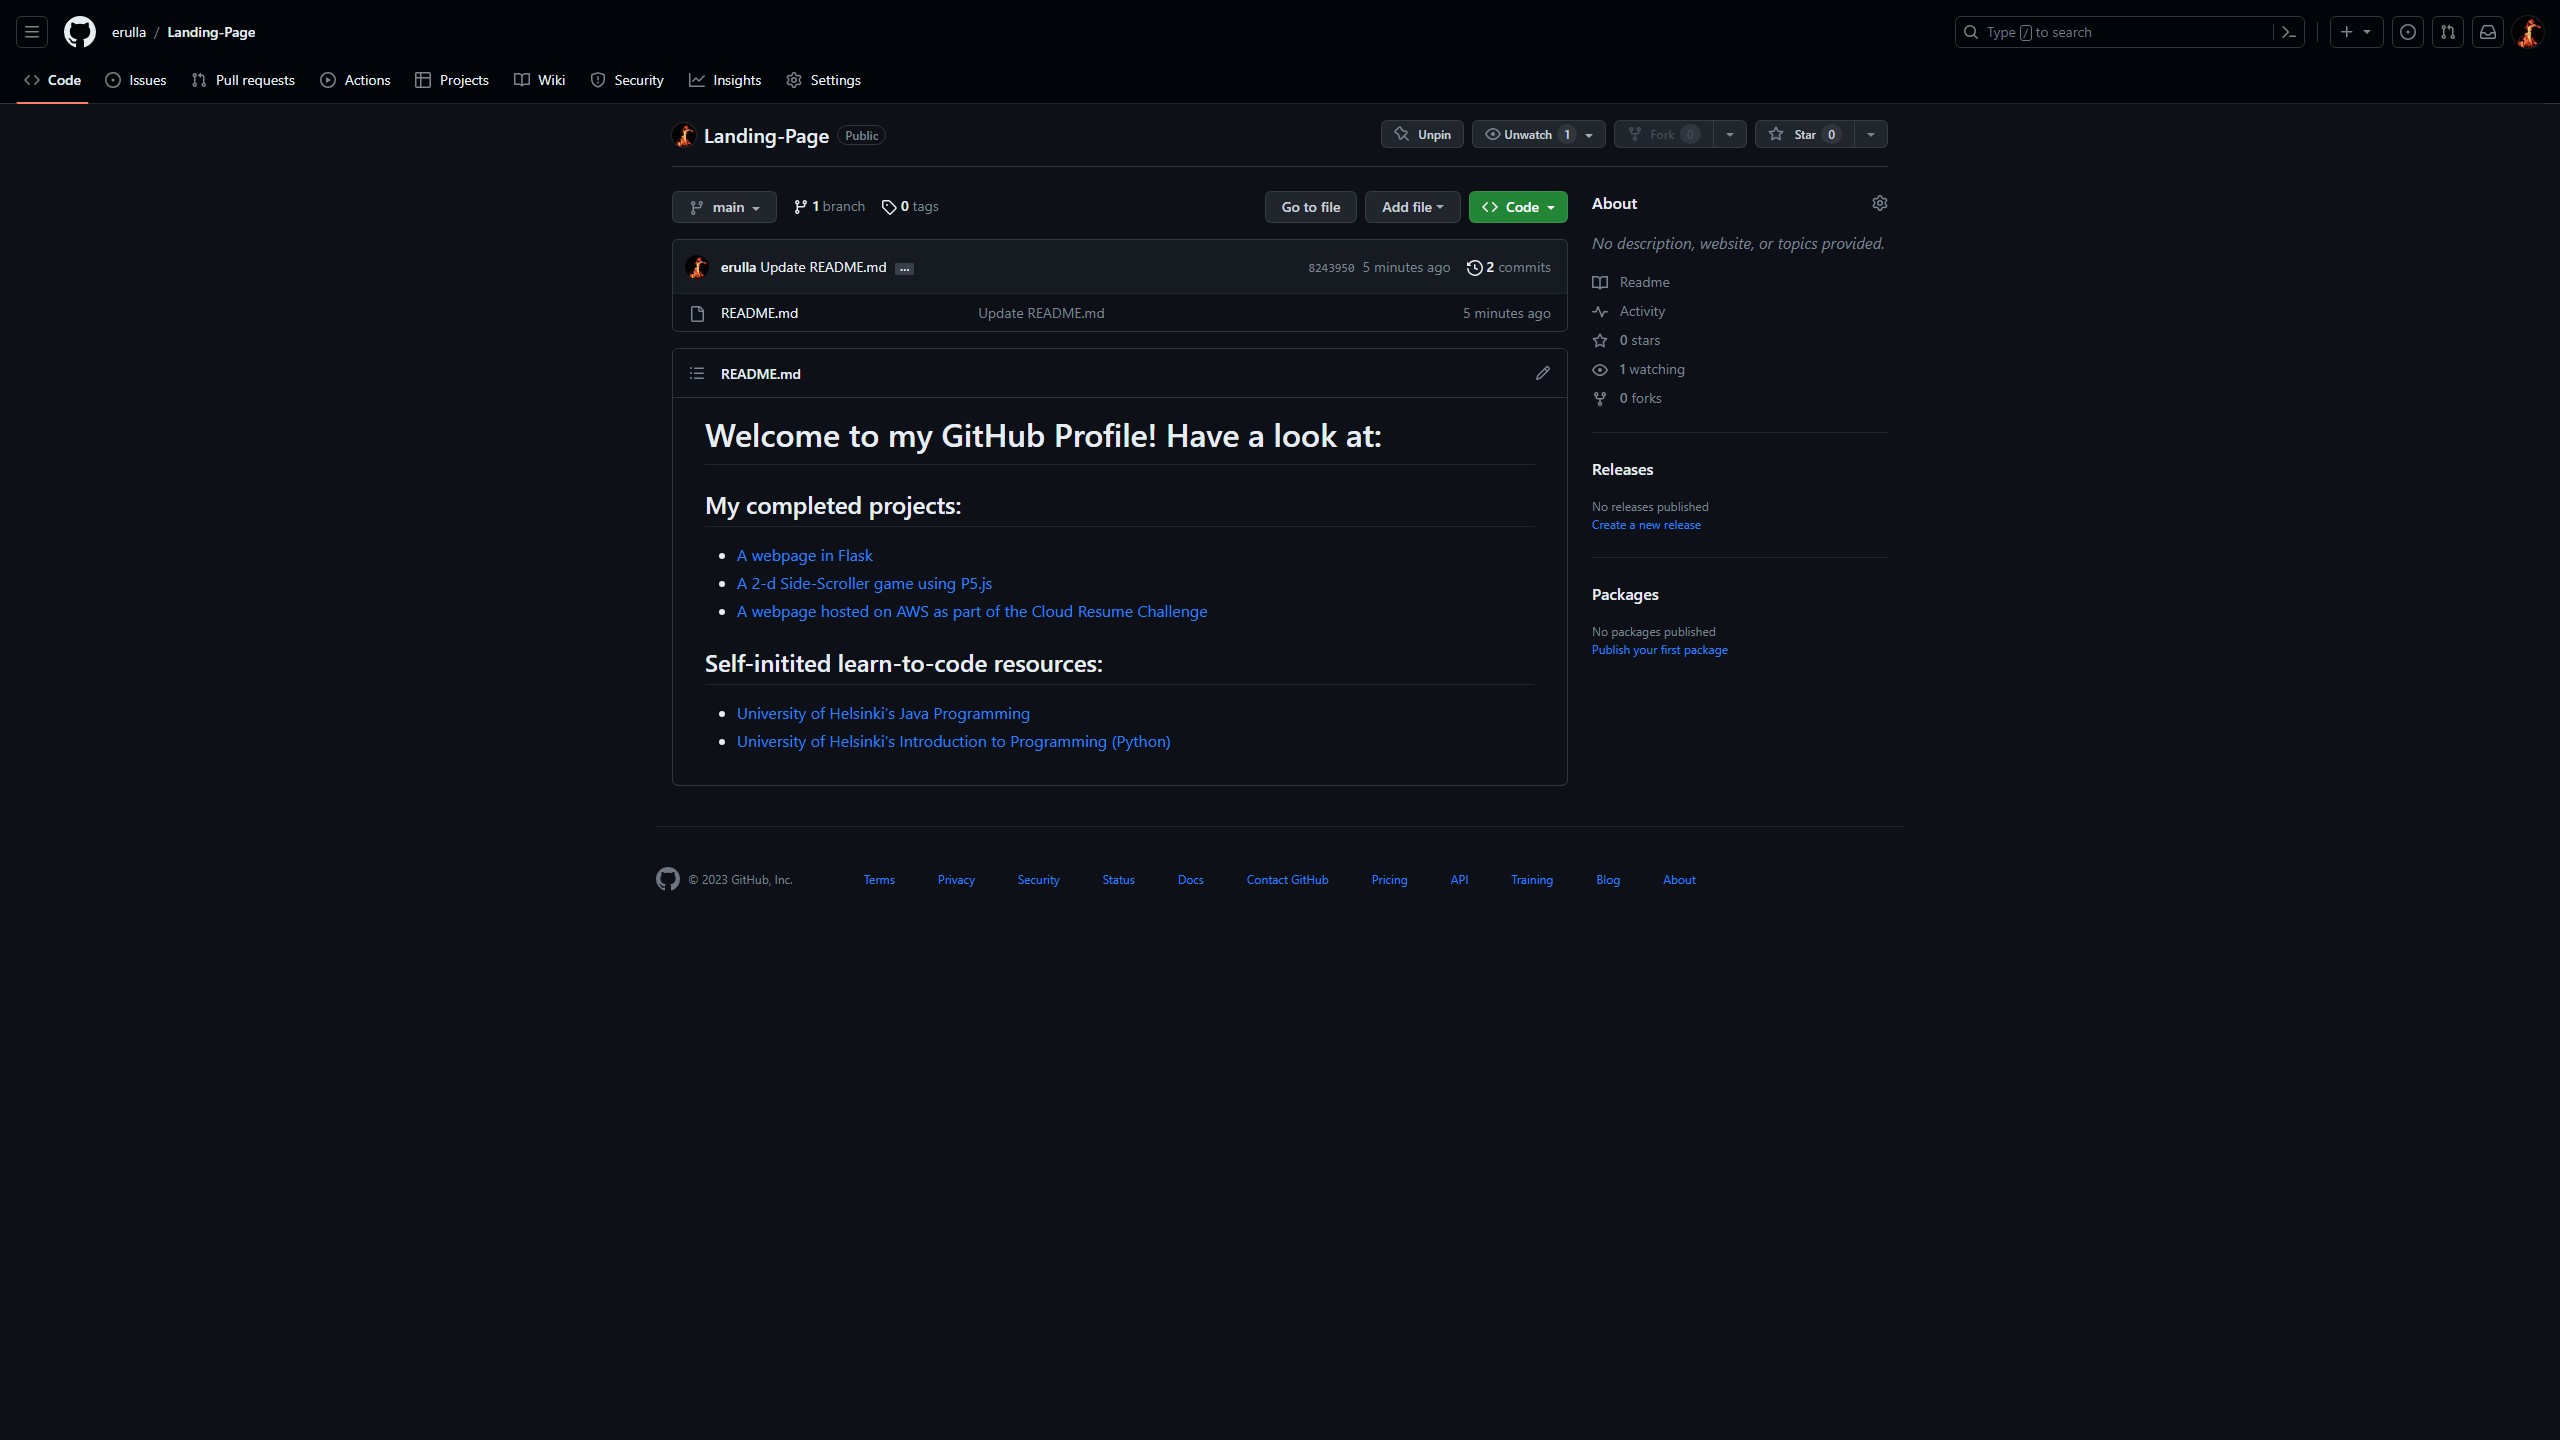 erulla / Landing-Page
Type / to search
Code Issues Pull requests Actions Projects Wiki Security Insights Settings
Landing-Page Public
Unpin Unwatch 1 Fork 0 Star 0
main 1 branch 0 tags
Go to file Add file Code
erulla Update README.md ... 8243950 5 minutes ago 2 commits
README.md Update README.md 5 minutes ago
README.md
Welcome to my GitHub Profile! Have a look at:
My completed projects:
A webpage in Flask
A 2-d Side-Scroller game using P5.js
A webpage hosted on AWS as part of the Cloud Resume Challenge
Self-initited learn-to-code resources:
University of Helsinki's Java Programming
University of Helsinki's Introduction to Programming (Python)
About
No description, website, or topics provided.
Readme
Activity
0 stars
1 watching
0 forks
Releases
No releases published
Create a new release
Packages
No packages published
Publish your first package
© 2023 GitHub, Inc. Terms Privacy Security Status Docs Contact GitHub Pricing API Training Blog About